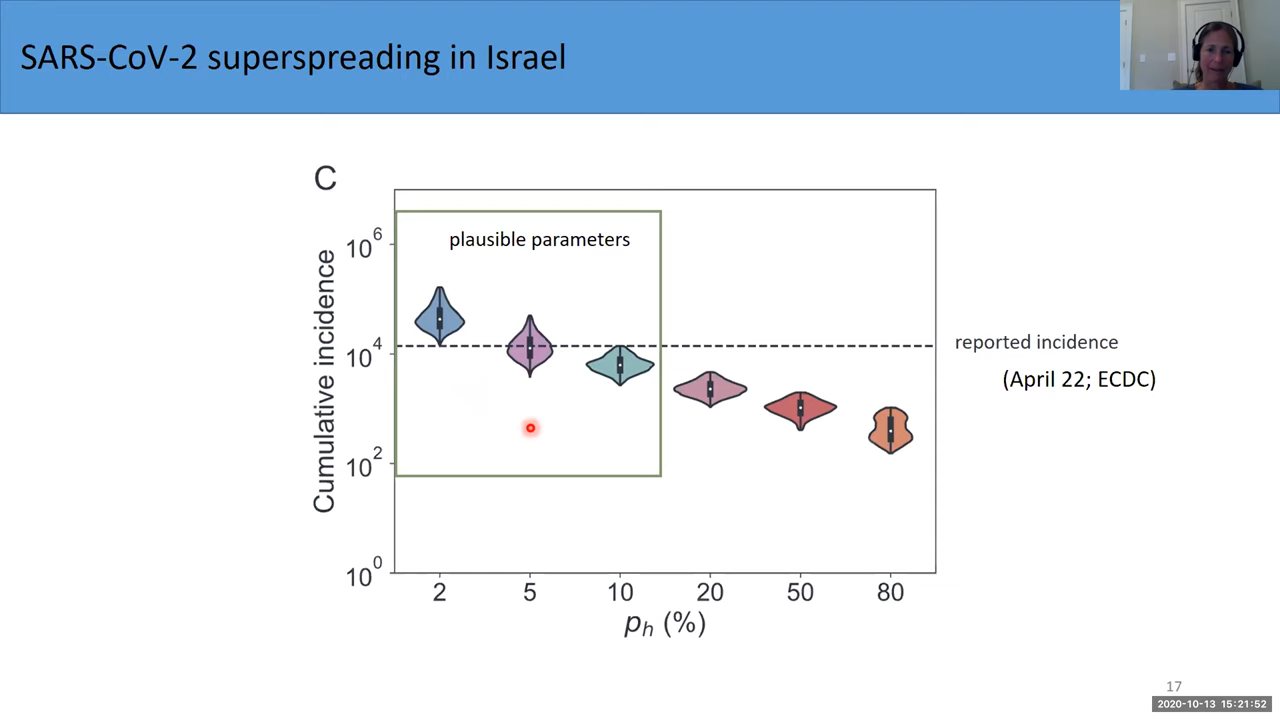 SARS-CoV-2 superspreading in Israel
C
plausible parameters
Cumulative incidence
10^6
10^4
10^2
10^0
reported incidence
(April 22; ECDC)
2 5 10 20 50 80
p_h (%)
17
2020-10-13 15:21:52